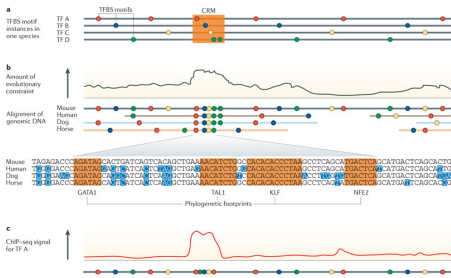 a
TFBS motif
instances in
one species
TFBS motifs
CRM
TF A
TF B
TF C
TF D
b
Amount of
evolutionary
constraint
Alignment of
genomic DNA
Mouse
Human
Dog
Horse
Mouse
Human
Dog
Horse
GATA1
TAL1
KLF
NFE2
Phylogenetic footprints
c
ChIP–seq signal
for TF A